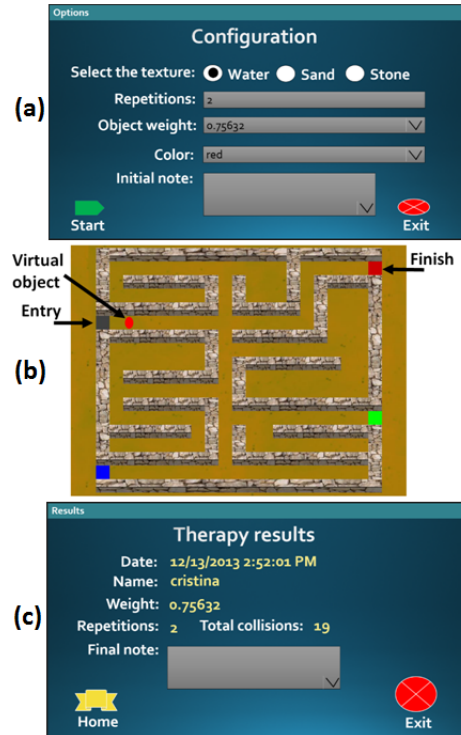 Options
Configuration
Select the texture: Water Sand Stone
(a)
Repetitions: 2
Object weight: 0.75632
Color: red
Initial note:
Start Exit
Virtual object
Finish
Entry
(b)
Results
Therapy results
Date: 12/13/2013 2:52:01 PM
Name: cristina
(c)
Weight: 0.75632
Repetitions: 2 Total collisions: 19
Final note:
Home Exit